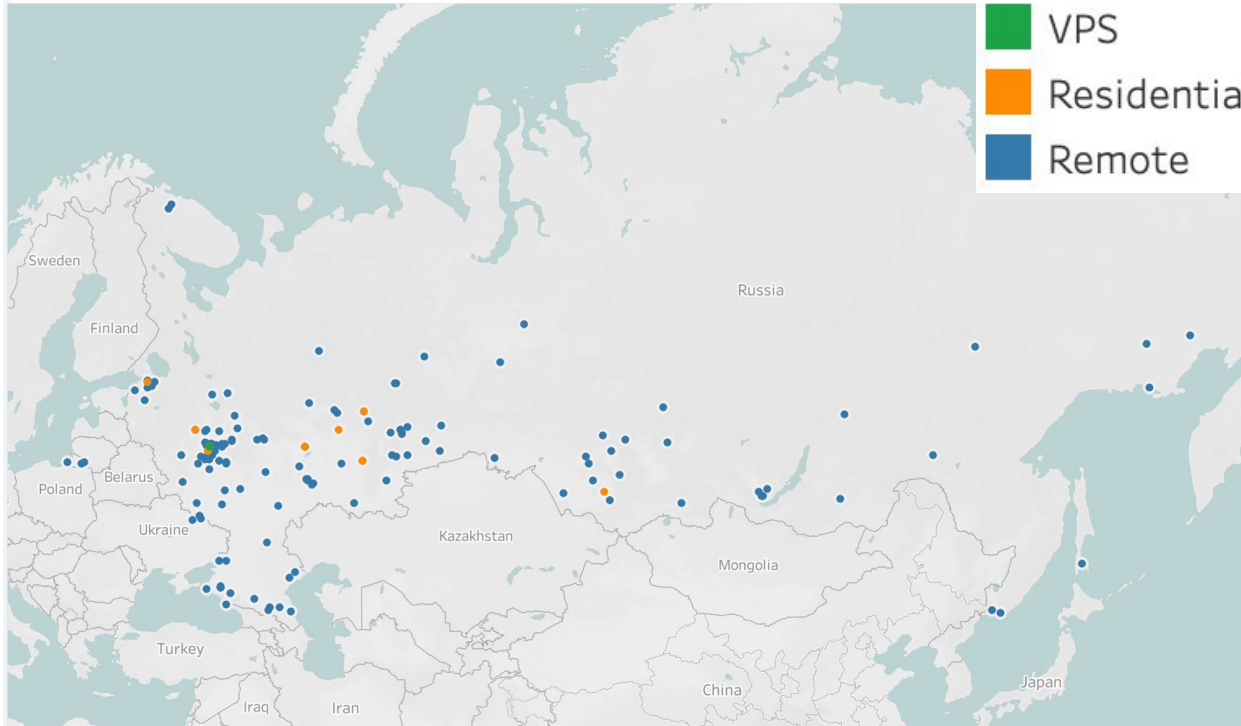 VPS
Residentia
Remote
Sweden
Finland
Russia
Poland
Belarus
Ukraine
Kazakhstan
Mongolia
Turkey
Iraq
Iran
China
Japan